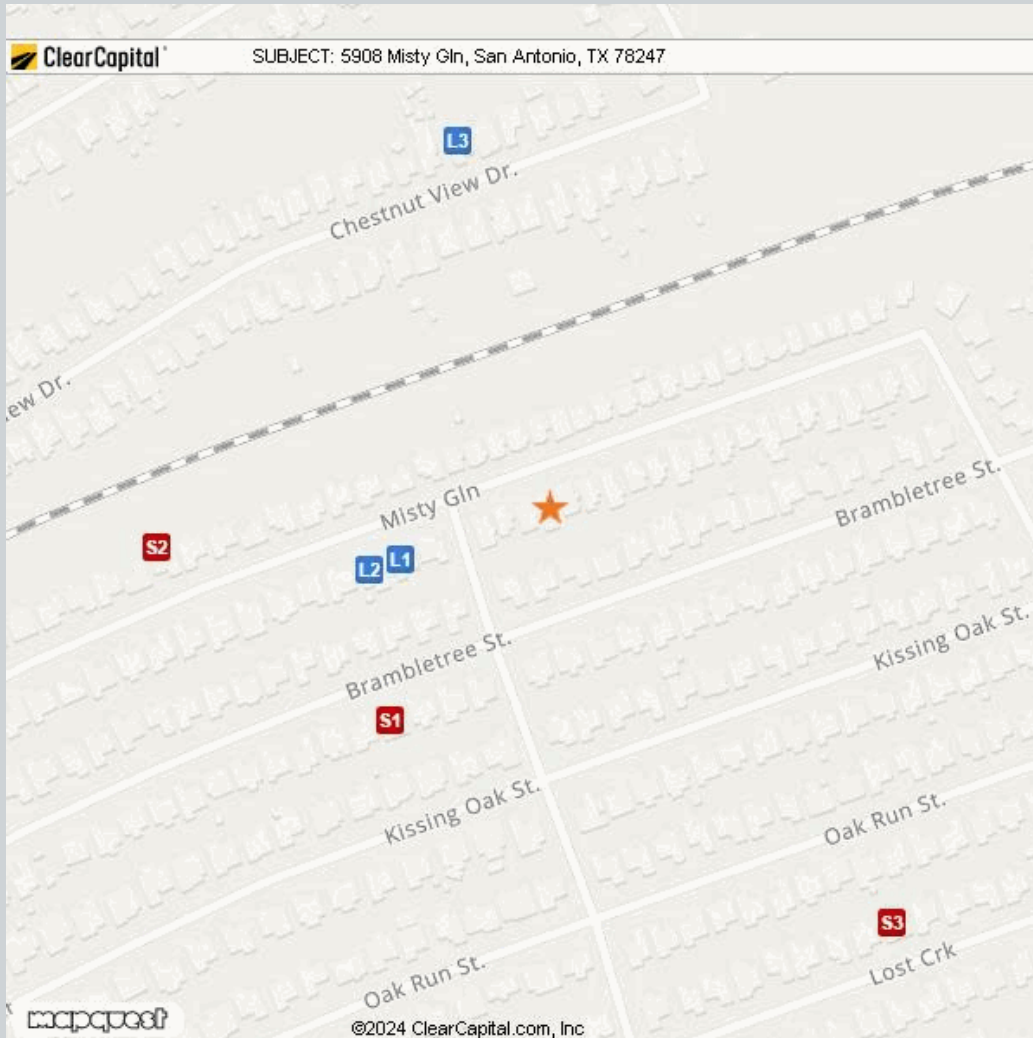 ClearCapital
SUBJECT: 5908 Misty Gln, San Antonio, TX 78247
L3
Chestnut View Dr.
ew Dr.
Misty Gln
S2
L2
L1
Brambletree St.
Brambletree St.
S1
Kissing Oak St.
Kissing Oak St.
Oak Run St.
S3
Lost Crk
Oak Run St.
mapquest
©2024 ClearCapital.com, Inc